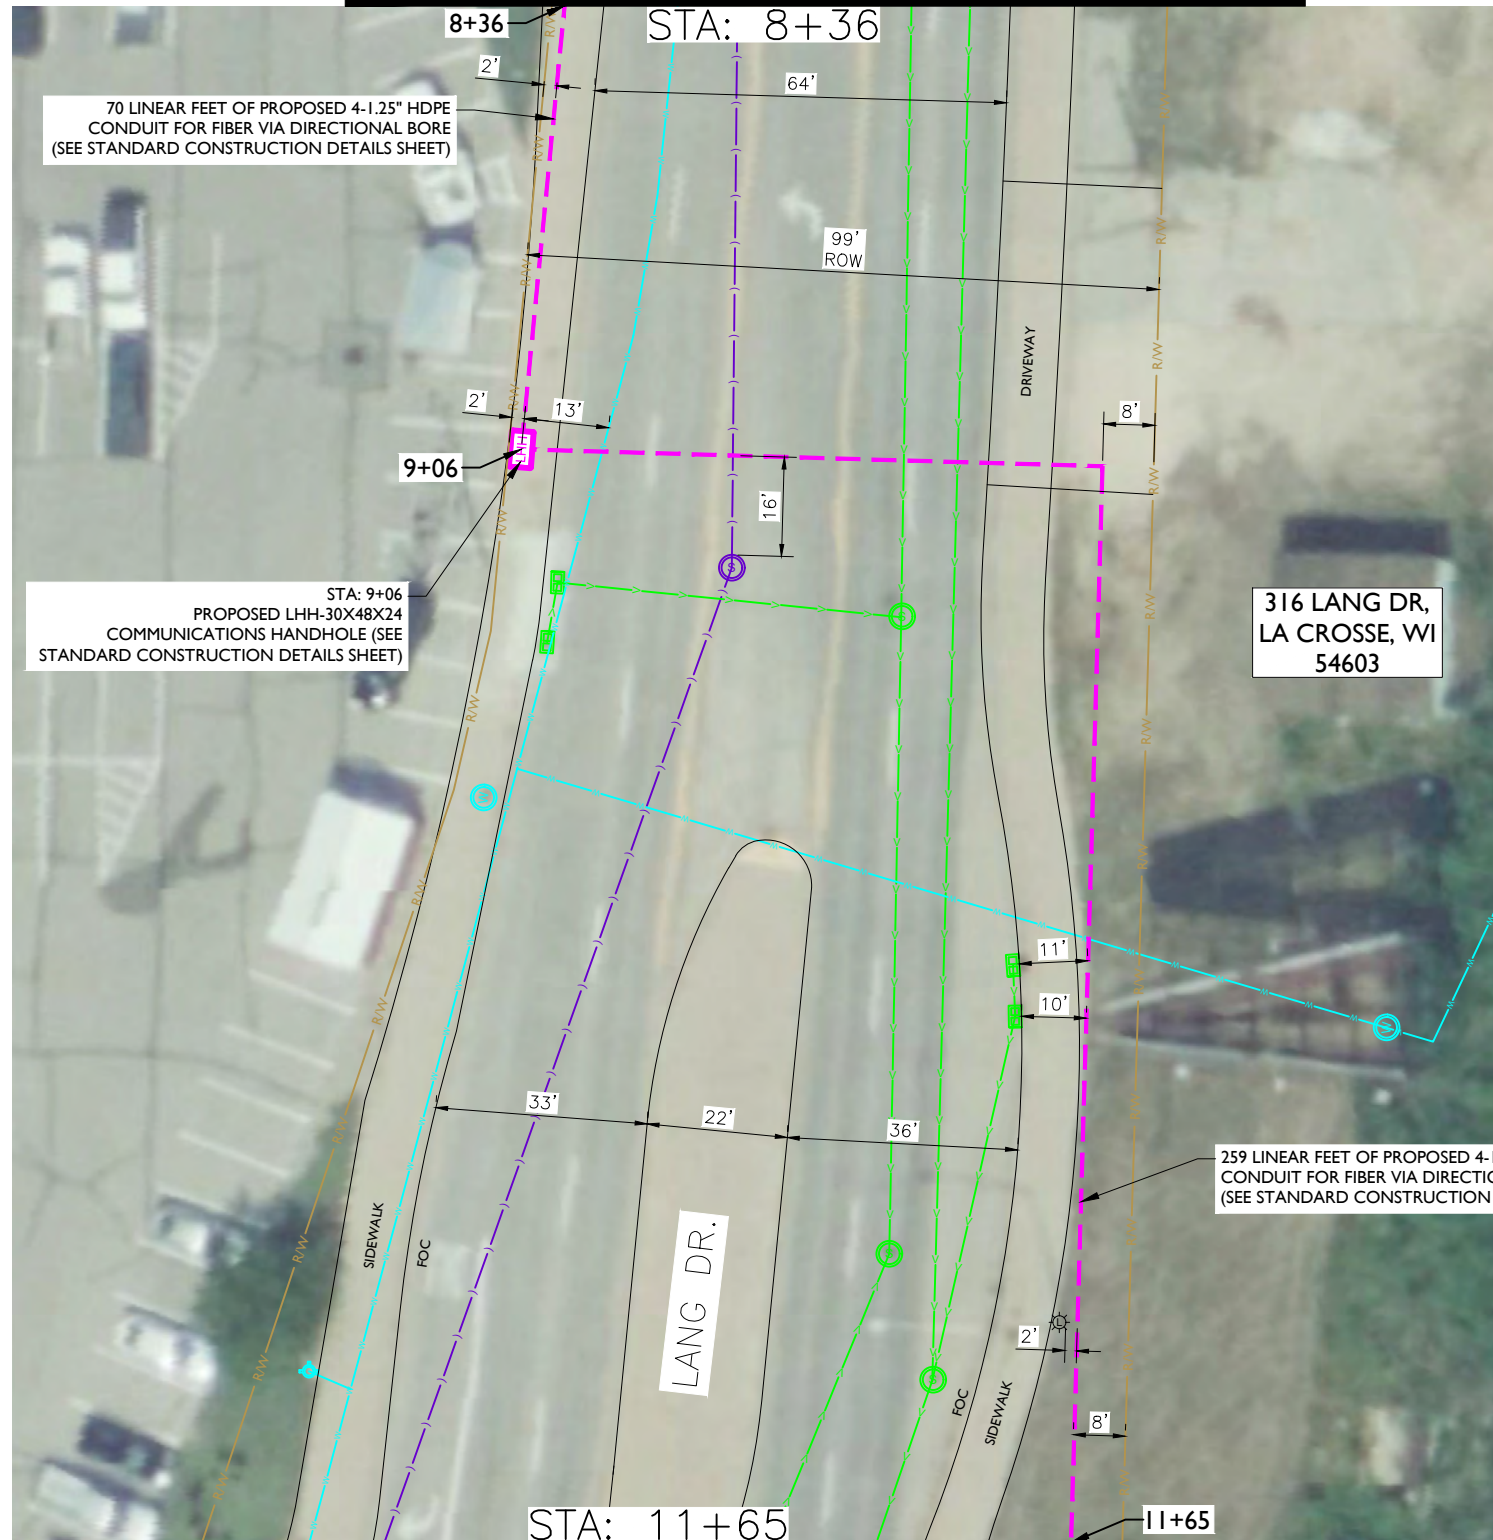 8+36
STA: 8+36
2'
64'
70 LINEAR FEET OF PROPOSED 4-1.25" HDPE
CONDUIT FOR FIBER VIA DIRECTIONAL BORE
(SEE STANDARD CONSTRUCTION DETAILS SHEET)
R/W
R/W
R/W
R/W
99'
ROW
R/W
R/W
DRIVEWAY
R/W
R/W
2'
13'
8'
LHH
9+06
R/W
16'
R/W
S
STA: 9+06
PROPOSED LHH-30X48X24
COMMUNICATIONS HANDHOLE (SEE
STANDARD CONSTRUCTION DETAILS SHEET)
316 LANG DR,
LA CROSSE, WI
54603
R/W
R/W
W
R/W
R/W
11'
R/W
R/W
10'
W
33'
22'
36'
R/W
R/W
259 LINEAR FEET OF PROPOSED 4-1
CONDUIT FOR FIBER VIA DIRECTIO
(SEE STANDARD CONSTRUCTION
SIDEWALK
FOC
R/W
R/W
LANG DR.
L
2'
R/W
R/W
FOC
SIDEWALK
8'
R/W
R/W
STA: 11+65
11+65